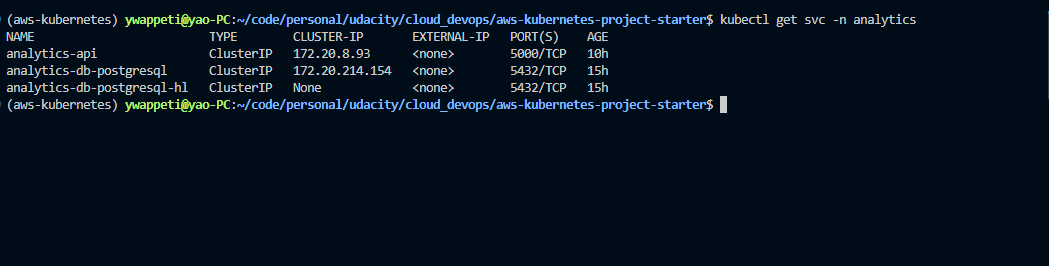 (aws-kubernetes) ywappeti@yao-PC:~/code/personal/udacity/cloud_devops/aws-kubernetes-project-starter$ kubectl get svc -n analytics
NAME                      TYPE        CLUSTER-IP       EXTERNAL-IP   PORT(S)    AGE
analytics-api             ClusterIP   172.20.8.93      <none>        5000/TCP   10h
analytics-db-postgresql   ClusterIP   172.20.214.154   <none>        5432/TCP   15h
analytics-db-postgresql-hl   ClusterIP   None             <none>        5432/TCP   15h
(aws-kubernetes) ywappeti@yao-PC:~/code/personal/udacity/cloud_devops/aws-kubernetes-project-starter$